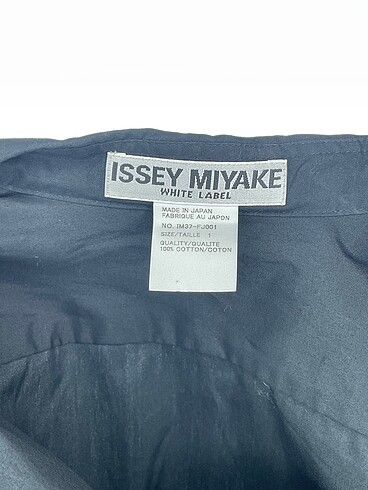 ISSEY MIYAKE
WHITE LABEL
MADE IN JAPAN
FABRIQUE AU JAPON
NO. IM37-FJ001
SIZE/TAILLE 1
QUALITY/QUALITE
100% COTTON/COTON